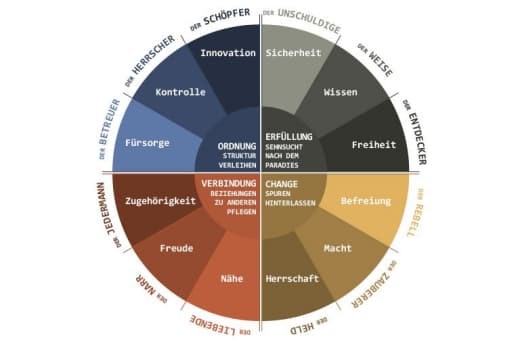 DER SCHÖPFER
DER UNSCHULDIGE
DER HERRSCHER
DER WEISE
DER BETREUER
DER ENTDECKER
Innovation
Sicherheit
Kontrolle
Wissen
Fürsorge
Freiheit
ORDNUNG
STRUKTUR
VERLEIHEN
ERFÜLLUNG
SEHNSUCHT
NACH DEM
PARADIES
VERBINDUNG
BEZIEHUNGEN
ZU ANDEREN
PFLEGEN
CHANGE
SPUREN
HINTERLASSEN
Zugehörigkeit
Befreiung
Freude
Macht
Nähe
Herrschaft
DER JEDERMANN
DER REBELL
DER NARR
DER ZAUBERER
DER LIEBENDE
DER HELD